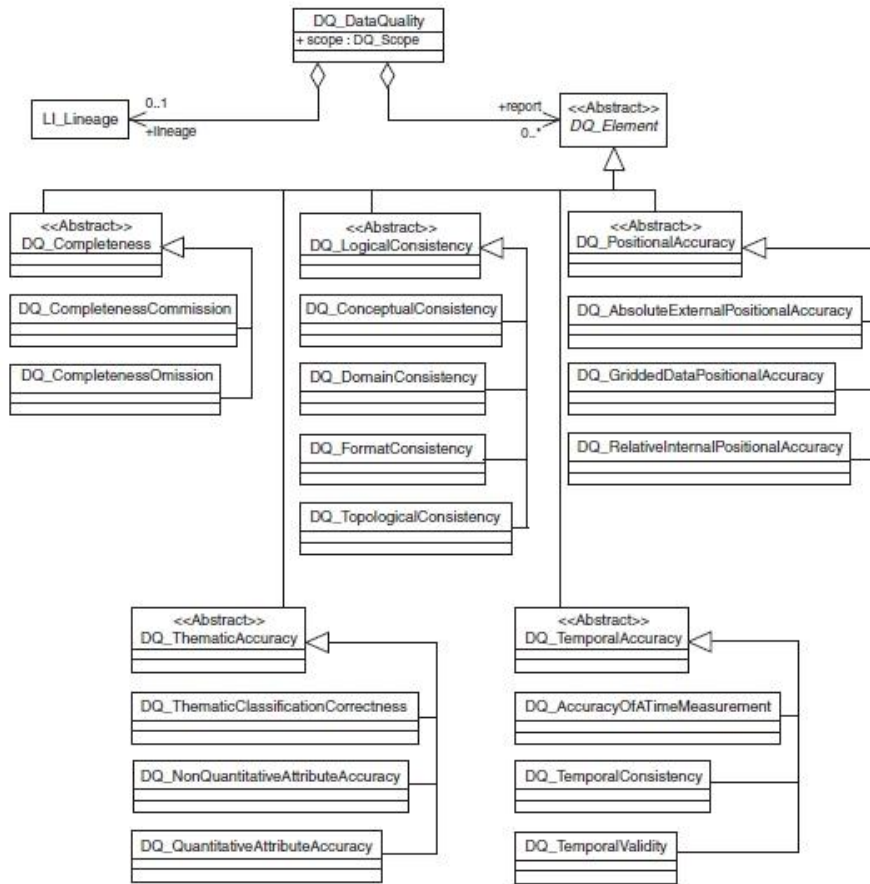 DQ_DataQuality
+ scope : DQ_Scope
LI_Lineage
0..1
+lineage
+report
0..*
<<Abstract>>
DQ_Element
<<Abstract>>
DQ_Completeness
DQ_CompletenessCommission
DQ_CompletenessOmission
<<Abstract>>
DQ_LogicalConsistency
DQ_ConceptualConsistency
DQ_DomainConsistency
DQ_FormatConsistency
DQ_TopologicalConsistency
<<Abstract>>
DQ_PositionalAccuracy
DQ_AbsoluteExternalPositionalAccuracy
DQ_GriddedDataPositionalAccuracy
DQ_RelativeInternalPositionalAccuracy
<<Abstract>>
DQ_ThematicAccuracy
DQ_ThematicClassificationCorrectness
DQ_NonQuantitativeAttributeAccuracy
DQ_QuantitativeAttributeAccuracy
<<Abstract>>
DQ_TemporalAccuracy
DQ_AccuracyOfATimeMeasurement
DQ_TemporalConsistency
DQ_TemporalValidity